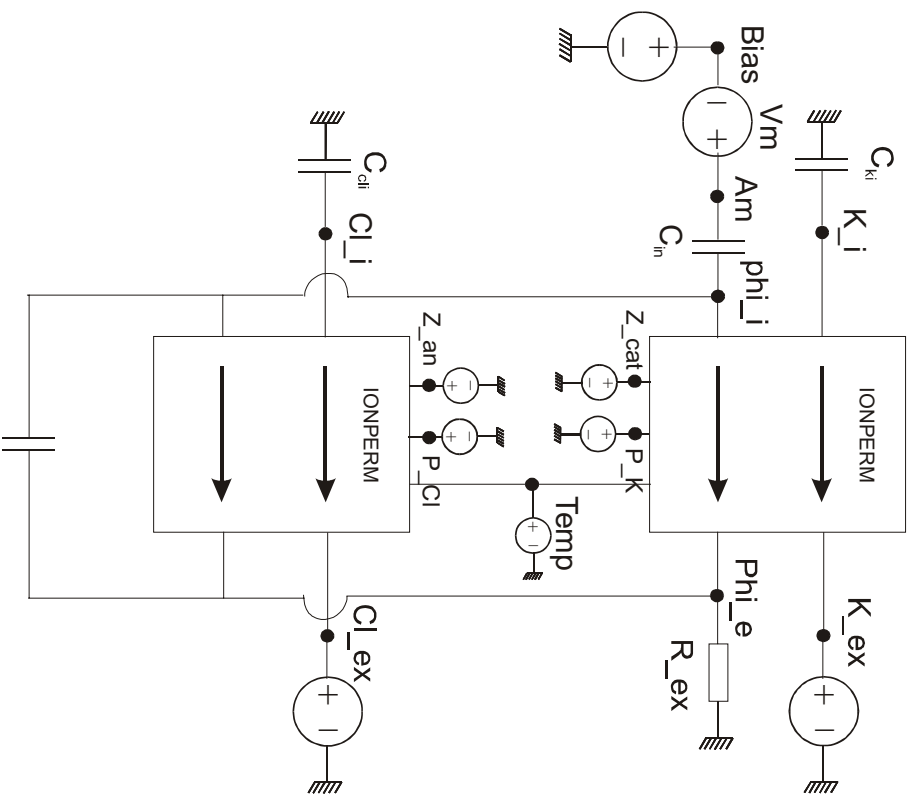 Bias
Vm
Am
C_in
phi_i
C_ki
K_i
C_cli
Cl_i
Z_an
P_Cl
Z_cat
P_K
IONPERM
IONPERM
Temp
Phi_e
R_ex
K_ex
Cl_ex